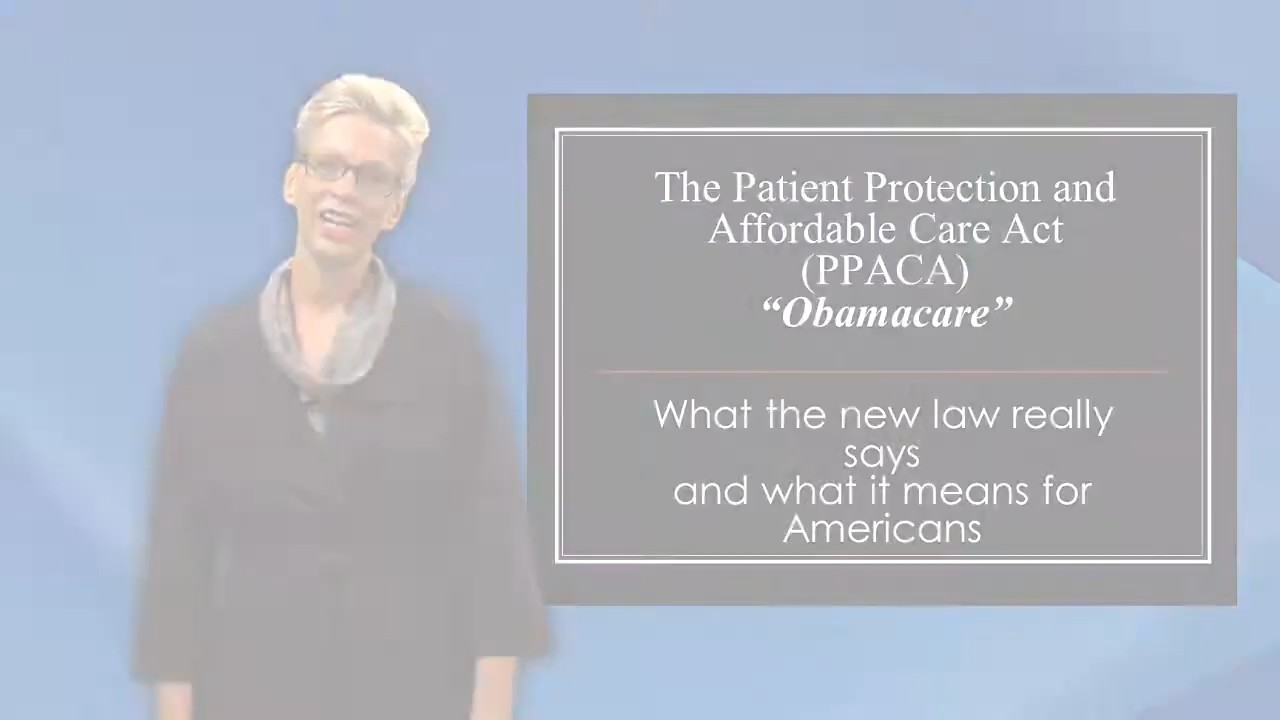 The Patient Protection and
Affordable Care Act
(PPACA)
“Obamacare”
What the new law really
says
and what it means for
Americans